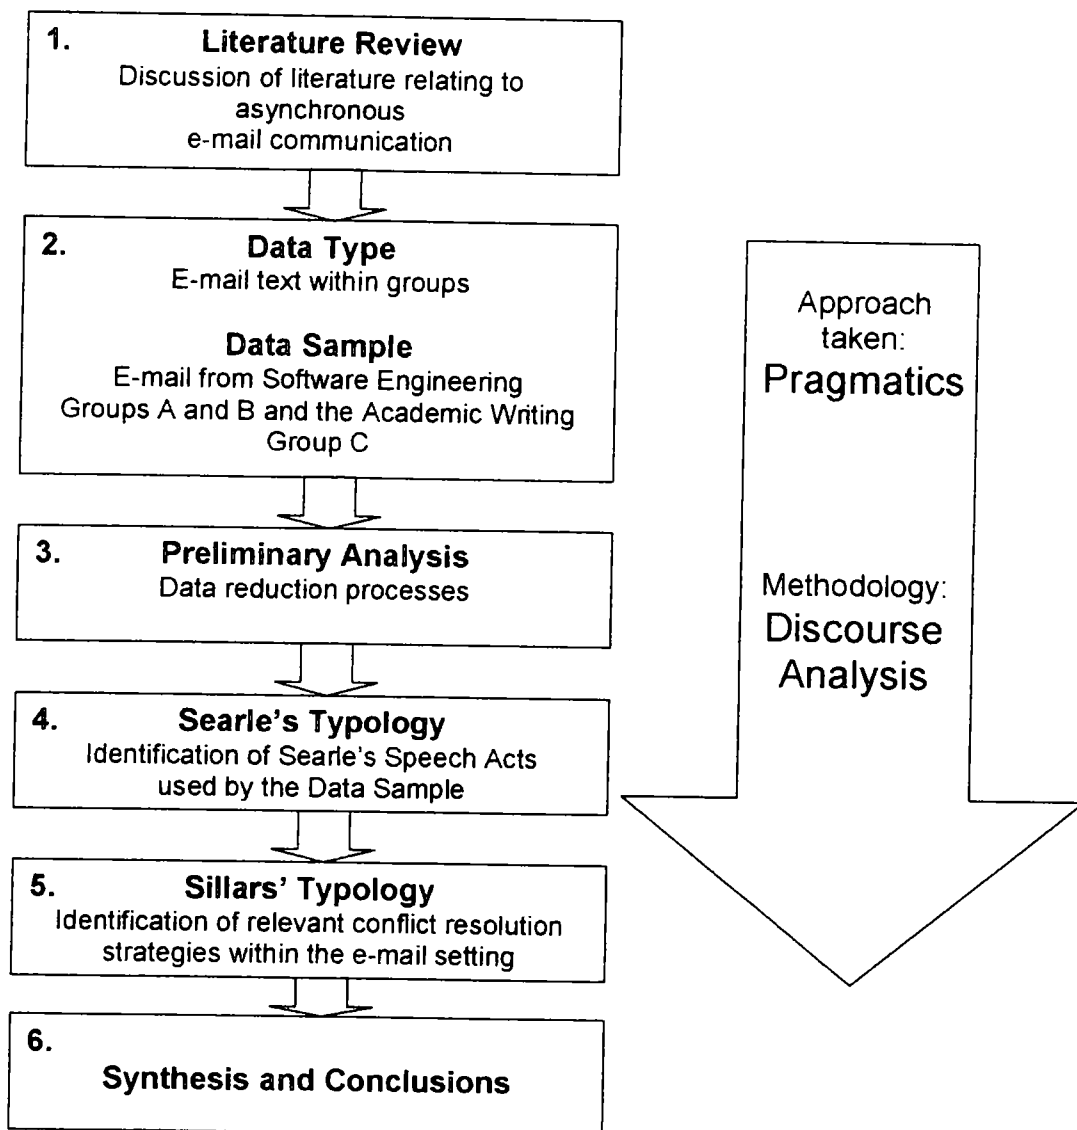 1. Literature Review
Discussion of literature relating to
asynchronous
e-mail communication
2. Data Type
E-mail text within groups
Data Sample
E-mail from Software Engineering
Groups A and B and the Academic Writing
Group C
3. Preliminary Analysis
Data reduction processes
4. Searle's Typology
Identification of Searle's Speech Acts
used by the Data Sample
5. Sillars' Typology
Identification of relevant conflict resolution
strategies within the e-mail setting
6.
Synthesis and Conclusions
Approach
taken:
Pragmatics
Methodology:
Discourse
Analysis